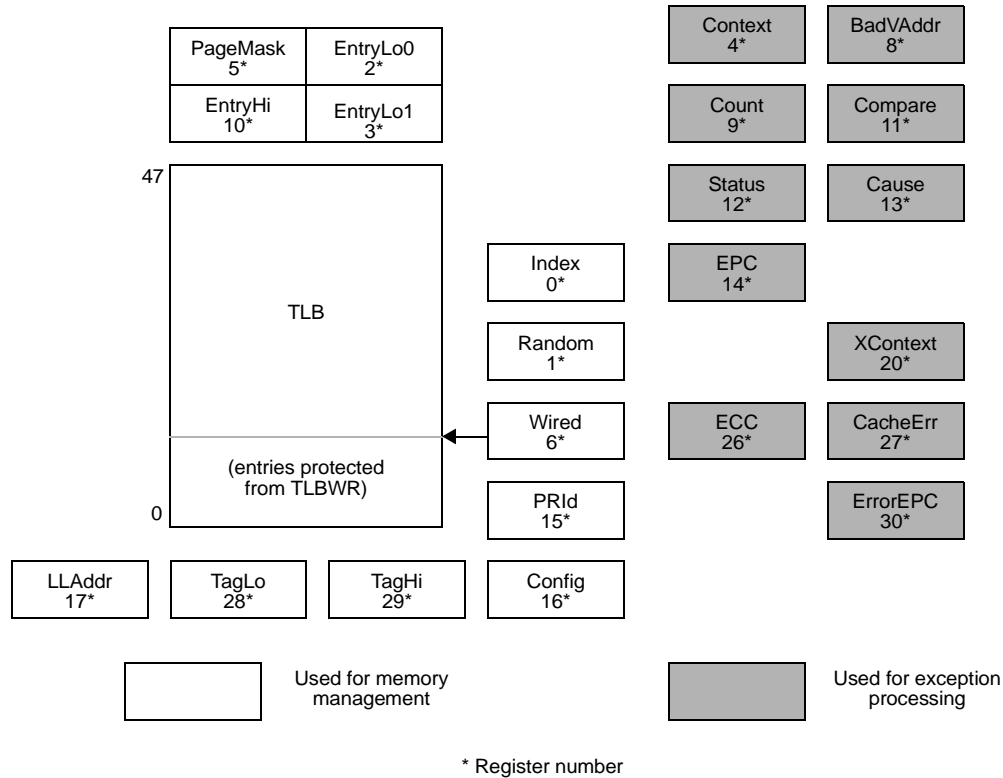 Context
4*
BadVAddr
8*
PageMask
5*
EntryLo0
2*
EntryHi
10*
EntryLo1
3*
Count
9*
Compare
11*
47
Status
12*
Cause
13*
Index
0*
EPC
14*
TLB
Random
1*
XContext
20*
Wired
6*
ECC
26*
CacheErr
27*
(entries protected
from TLBWR)
0
PRId
15*
ErrorEPC
30*
LLAddr
17*
TagLo
28*
TagHi
29*
Config
16*
Used for memory
management
Used for exception
processing
* Register number